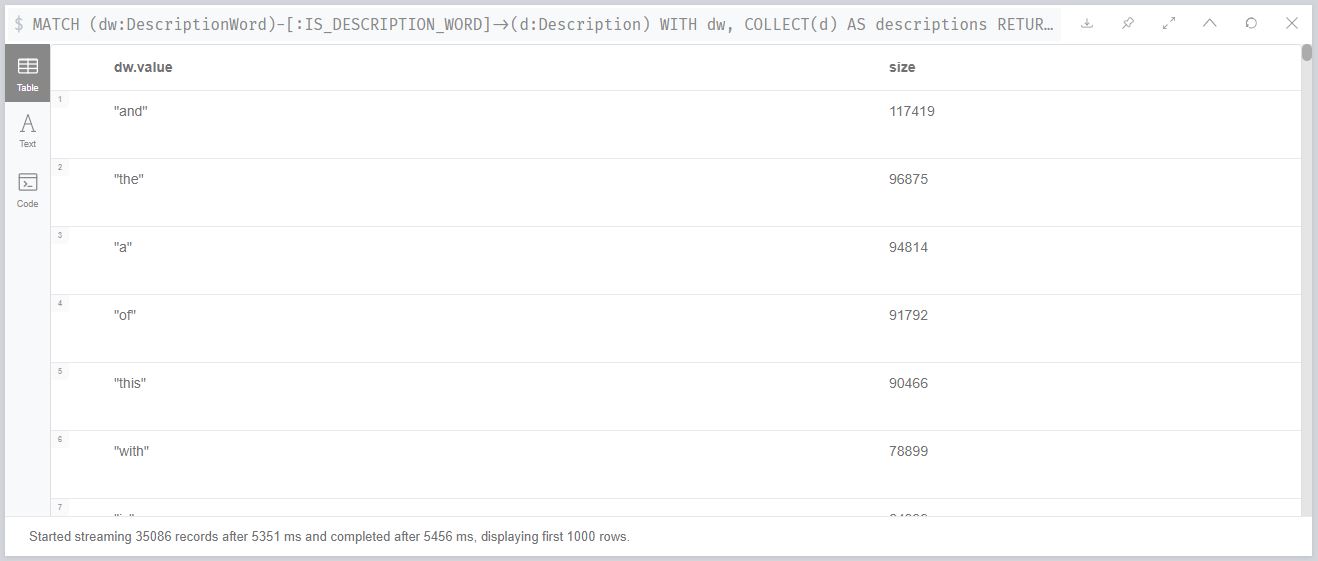 $ MATCH (dw:DescriptionWord)-[:IS_DESCRIPTION_WORD]->(d:Description) WITH dw, COLLECT(d) AS descriptions RETUR…
Table
Text
Code
dw.value size
1 "and" 117419
2 "the" 96875
3 "a" 94814
4 "of" 91792
5 "this" 90466
6 "with" 78899
7
Started streaming 35086 records after 5351 ms and completed after 5456 ms, displaying first 1000 rows.